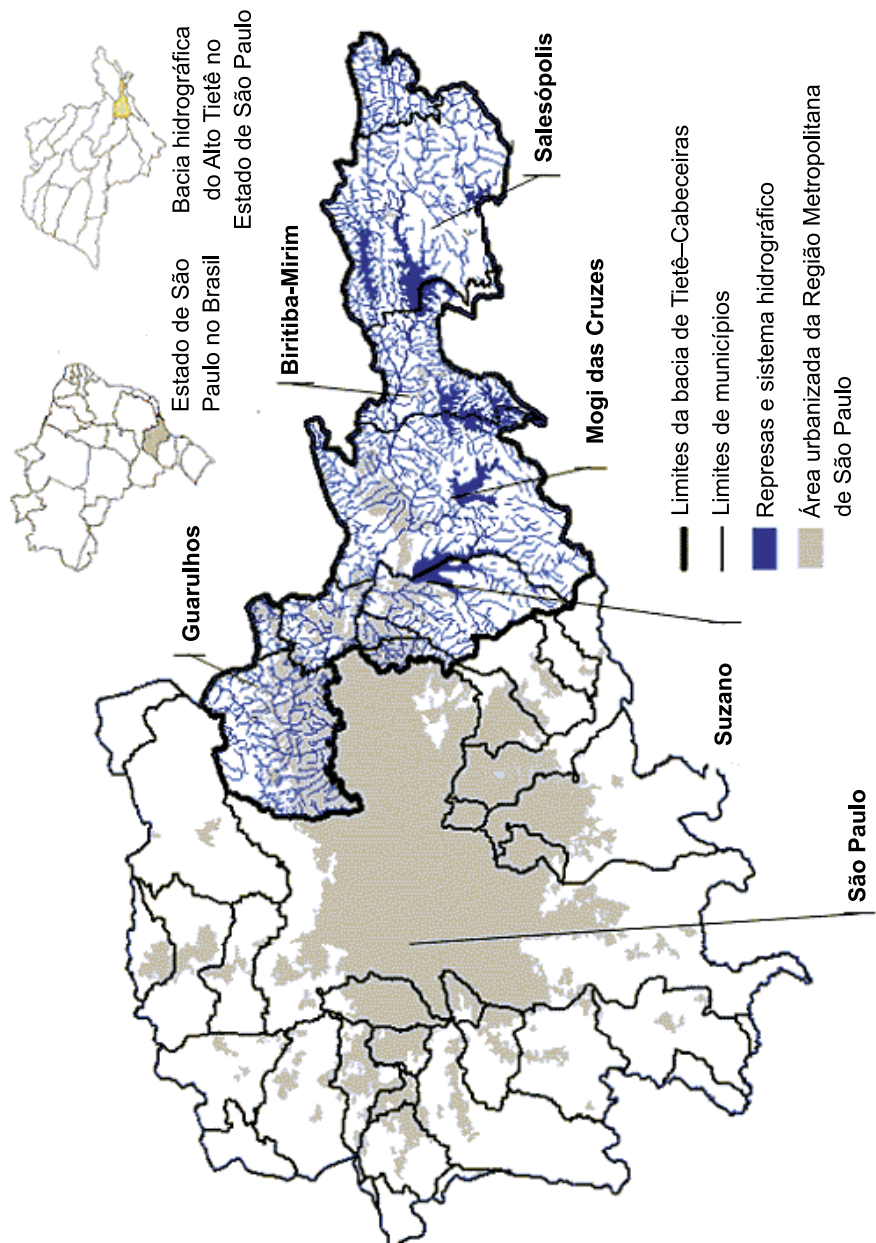 Estado de São
Paulo no Brasil
Bacia hidrográfica
do Alto Tietê no
Estado de São Paulo
Guarulhos
Biritiba-Mirim
Salesópolis
Mogi das Cruzes
Suzano
São Paulo
Limites da bacia de Tietê–Cabeceiras
Limites de municípios
Represas e sistema hidrográfico
Área urbanizada da Região Metropolitana
de São Paulo